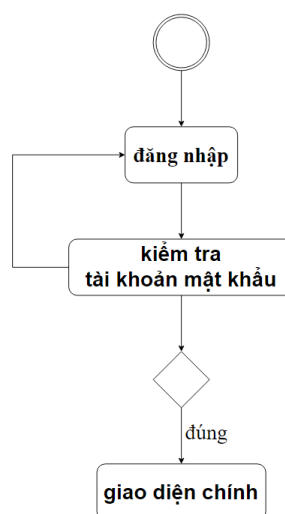 đăng nhập
kiểm tra
tài khoản mật khẩu
đúng
giao diện chính